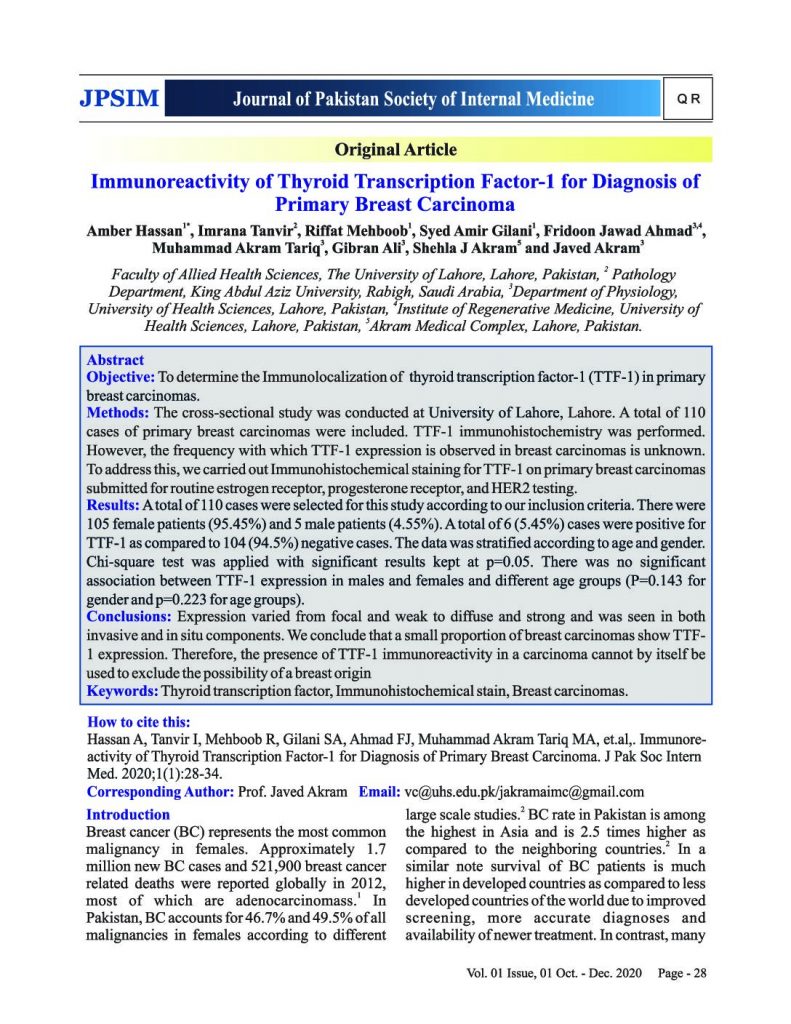 JPSIM
Journal of Pakistan Society of Internal Medicine
QR
Original Article
Immunoreactivity of Thyroid Transcription Factor-1 for Diagnosis of
Primary Breast Carcinoma
Amber Hassan1*, Imrana Tanvir2, Riffat Mehboob1, Syed Amir Gilani1, Fridoon Jawad Ahmad3,4,
Muhammad Akram Tariq3, Gibran Ali3, Shehla J Akram5 and Javed Akram3
Faculty of Allied Health Sciences, The University of Lahore, Lahore, Pakistan, 2 Pathology
Department, King Abdul Aziz University, Rabigh, Saudi Arabia, 3Department of Physiology,
University of Health Sciences, Lahore, Pakistan, 4Institute of Regenerative Medicine, University of
Health Sciences, Lahore, Pakistan, 5Akram Medical Complex, Lahore, Pakistan.
Abstract
Objective: To determine the Immunolocalization of thyroid transcription factor-1 (TTF-1) in primary
breast carcinomas.
Methods: The cross-sectional study was conducted at University of Lahore, Lahore. A total of 110
cases of primary breast carcinomas were included. TTF-1 immunohistochemistry was performed.
However, the frequency with which TTF-1 expression is observed in breast carcinomas is unknown.
To address this, we carried out Immunohistochemical staining for TTF-1 on primary breast carcinomas
submitted for routine estrogen receptor, progesterone receptor, and HER2 testing.
Results: A total of 110 cases were selected for this study according to our inclusion criteria. There were
105 female patients (95.45%) and 5 male patients (4.55%). A total of 6 (5.45%) cases were positive for
TTF-1 as compared to 104 (94.5%) negative cases. The data was stratified according to age and gender.
Chi-square test was applied with significant results kept at p=0.05. There was no significant
association between TTF-1 expression in males and females and different age groups (P=0.143 for
gender and p=0.223 for age groups).
Conclusions: Expression varied from focal and weak to diffuse and strong and was seen in both
invasive and in situ components. We conclude that a small proportion of breast carcinomas show TTF-
1 expression. Therefore, the presence of TTF-1 immunoreactivity in a carcinoma cannot by itself be
used to exclude the possibility of a breast origin
Keywords: Thyroid transcription factor, Immunohistochemical stain, Breast carcinomas.
How to cite this:
Hassan A, Tanvir I, Mehboob R, Gilani SA, Ahmad FJ, Muhammad Akram Tariq MA, et.al,. Immunore-
activity of Thyroid Transcription Factor-1 for Diagnosis of Primary Breast Carcinoma. J Pak Soc Intern
Med. 2020;1(1):28-34.
Corresponding Author: Prof. Javed Akram Email: vc@uhs.edu.pk/jakramaimc@gmail.com
Introduction
Breast cancer (BC) represents the most common
malignancy in females. Approximately 1.7
million new BC cases and 521,900 breast cancer
related deaths were reported globally in 2012,
most of which are adenocarcinomass.1 In
Pakistan, BC accounts for 46.7% and 49.5% of all
malignancies in females according to different
large scale studies.2 BC rate in Pakistan is among
the highest in Asia and is 2.5 times higher as
compared to the neighboring countries.2 In a
similar note survival of BC patients is much
higher in developed countries as compared to less
developed countries of the world due to improved
screening, more accurate diagnoses and
availability of newer treatment. In contrast, many
Vol. 01 Issue, 01 Oct. - Dec. 2020 Page - 28